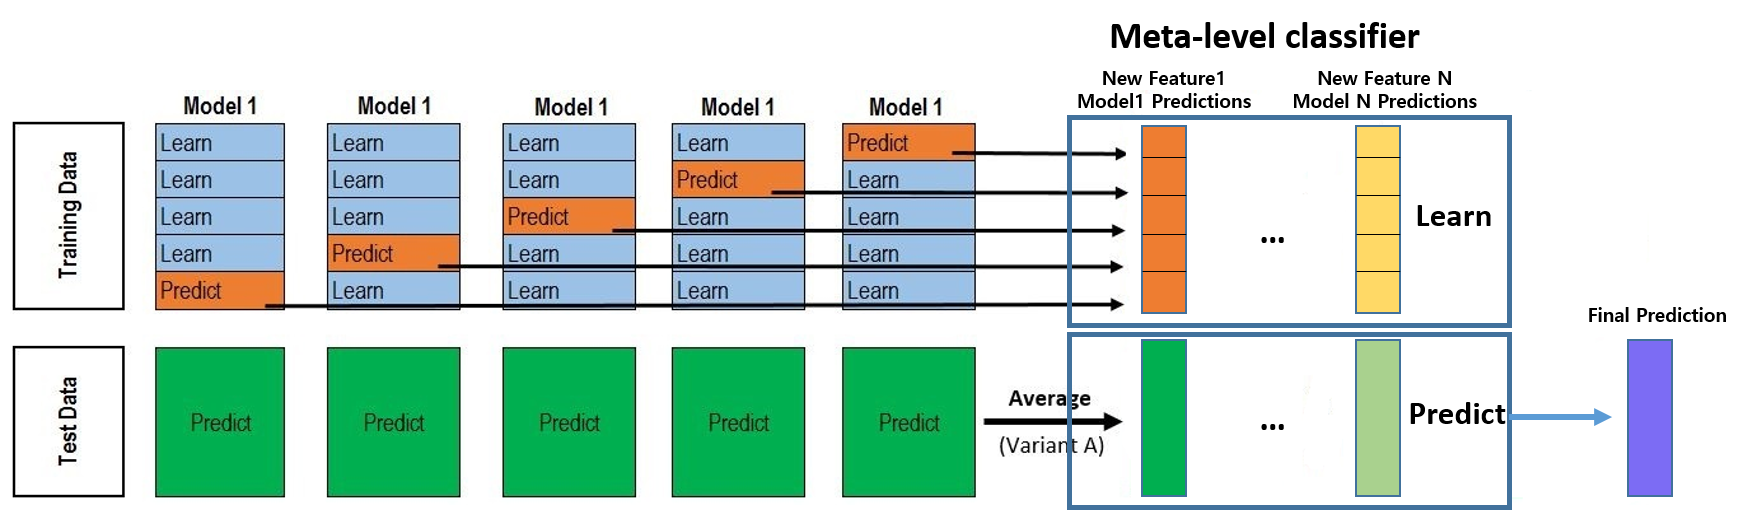 Meta-level classifier
New Feature1
Model1 Predictions
New Feature N
Model N Predictions
Model 1
Model 1
Model 1
Model 1
Model 1
Training Data
Learn
Learn
Learn
Learn
Predict
Learn
Learn
Learn
Predict
Learn
Learn
Learn
Predict
Learn
Learn
Learn
Predict
Learn
Learn
Learn
Predict
Learn
Learn
Learn
Learn
...
Learn
Test Data
Predict
Predict
Predict
Predict
Predict
Average
(Variant A)
...
Predict
Final Prediction